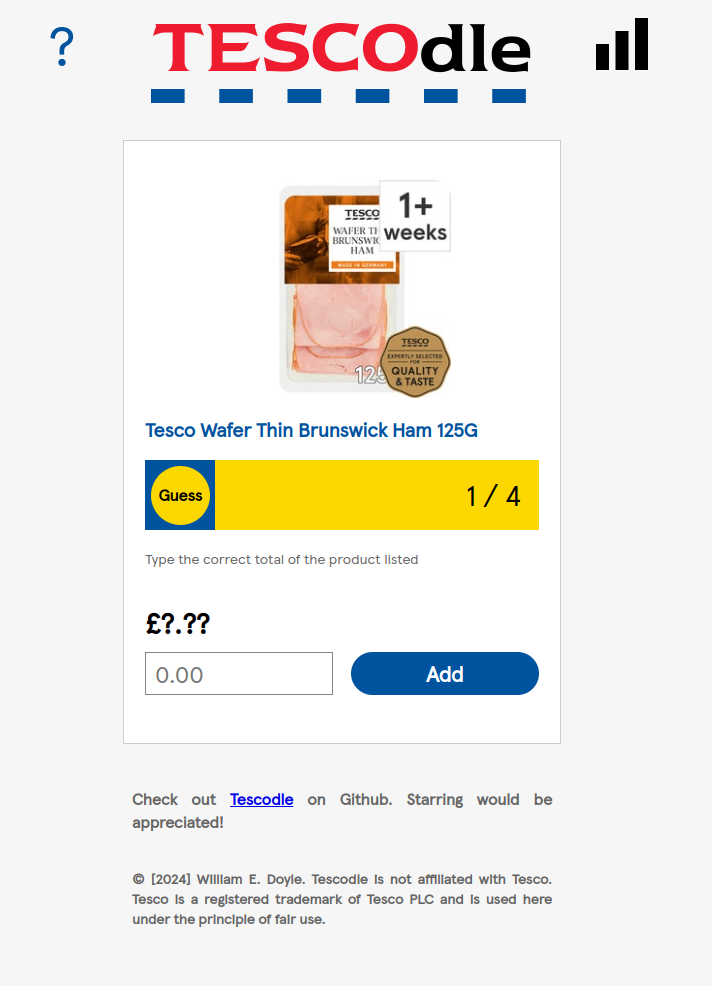 ?
TESCOdle
TESCO
WAFER TH
BRUNSWIC
HAM
MADE IN GERMANY
1+
weeks
125
TESCO
EXPERTLY SELECTED
FOR
QUALITY
& TASTE
Tesco Wafer Thin Brunswick Ham 125G
Guess
1 / 4
Type the correct total of the product listed
£?.??
0.00
Add
Check out Tescodle on Github. Starring would be
appreciated!
© [2024] William E. Doyle. Tescodle is not affiliated with Tesco.
Tesco is a registered trademark of Tesco PLC and is used here
under the principle of fair use.